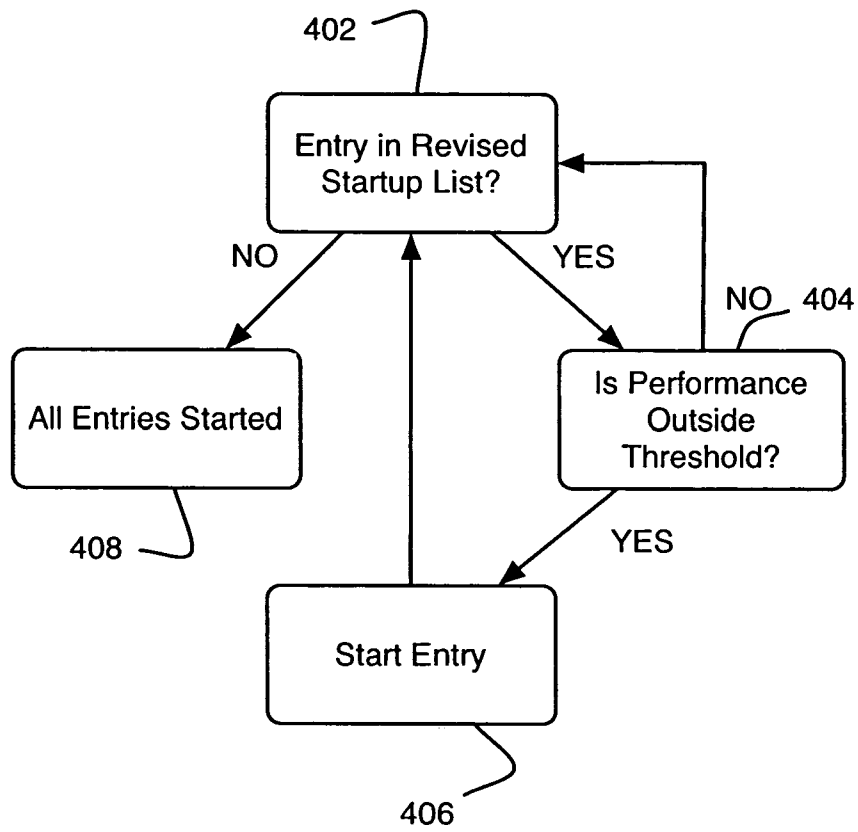 402
Entry in Revised
Startup List?
NO
YES
NO
404
All Entries Started
Is Performance
Outside
Threshold?
408
YES
Start Entry
406